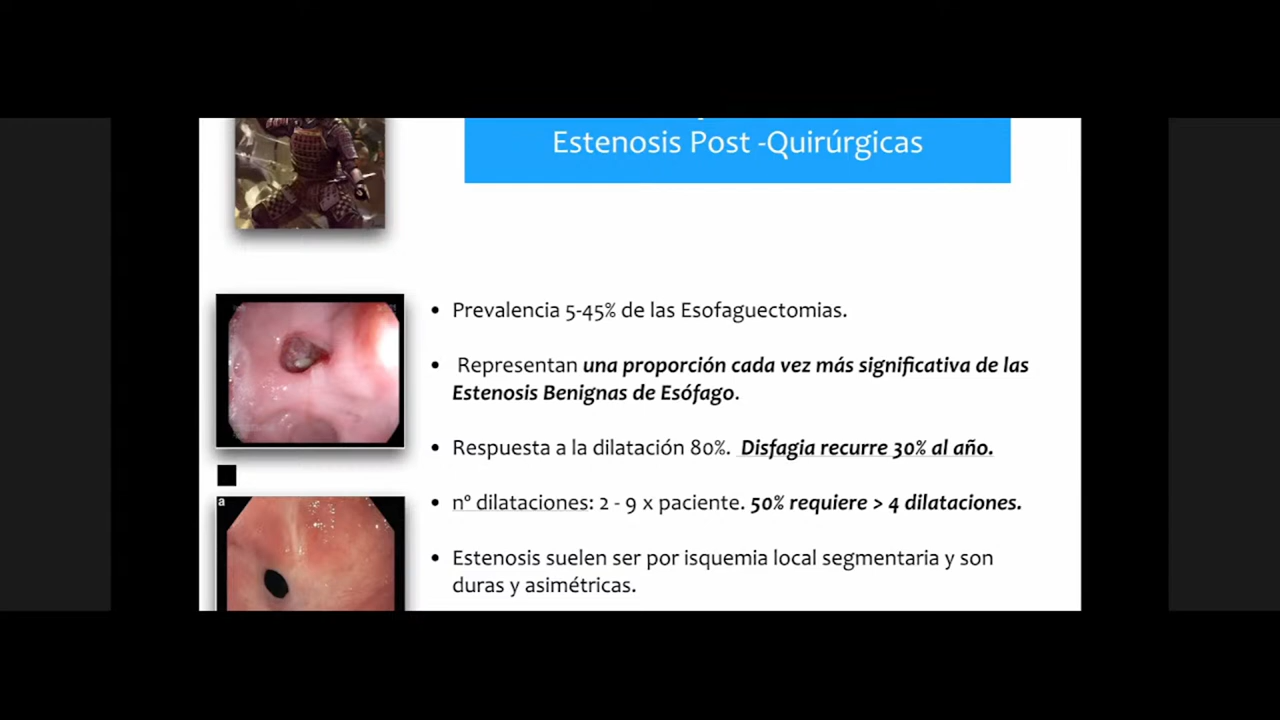 Estenosis Post -Quirúrgicas
• Prevalencia 5-45% de las Esofaguectomias.
• Representan una proporción cada vez más significativa de las
Estenosis Benignas de Esófago.
• Respuesta a la dilatación 80%. Disfagia recurre 30% al año.
• nº dilataciones: 2 - 9 x paciente. 50% requiere > 4 dilataciones.
• Estenosis suelen ser por isquemia local segmentaria y son
duras y asimétricas.
a